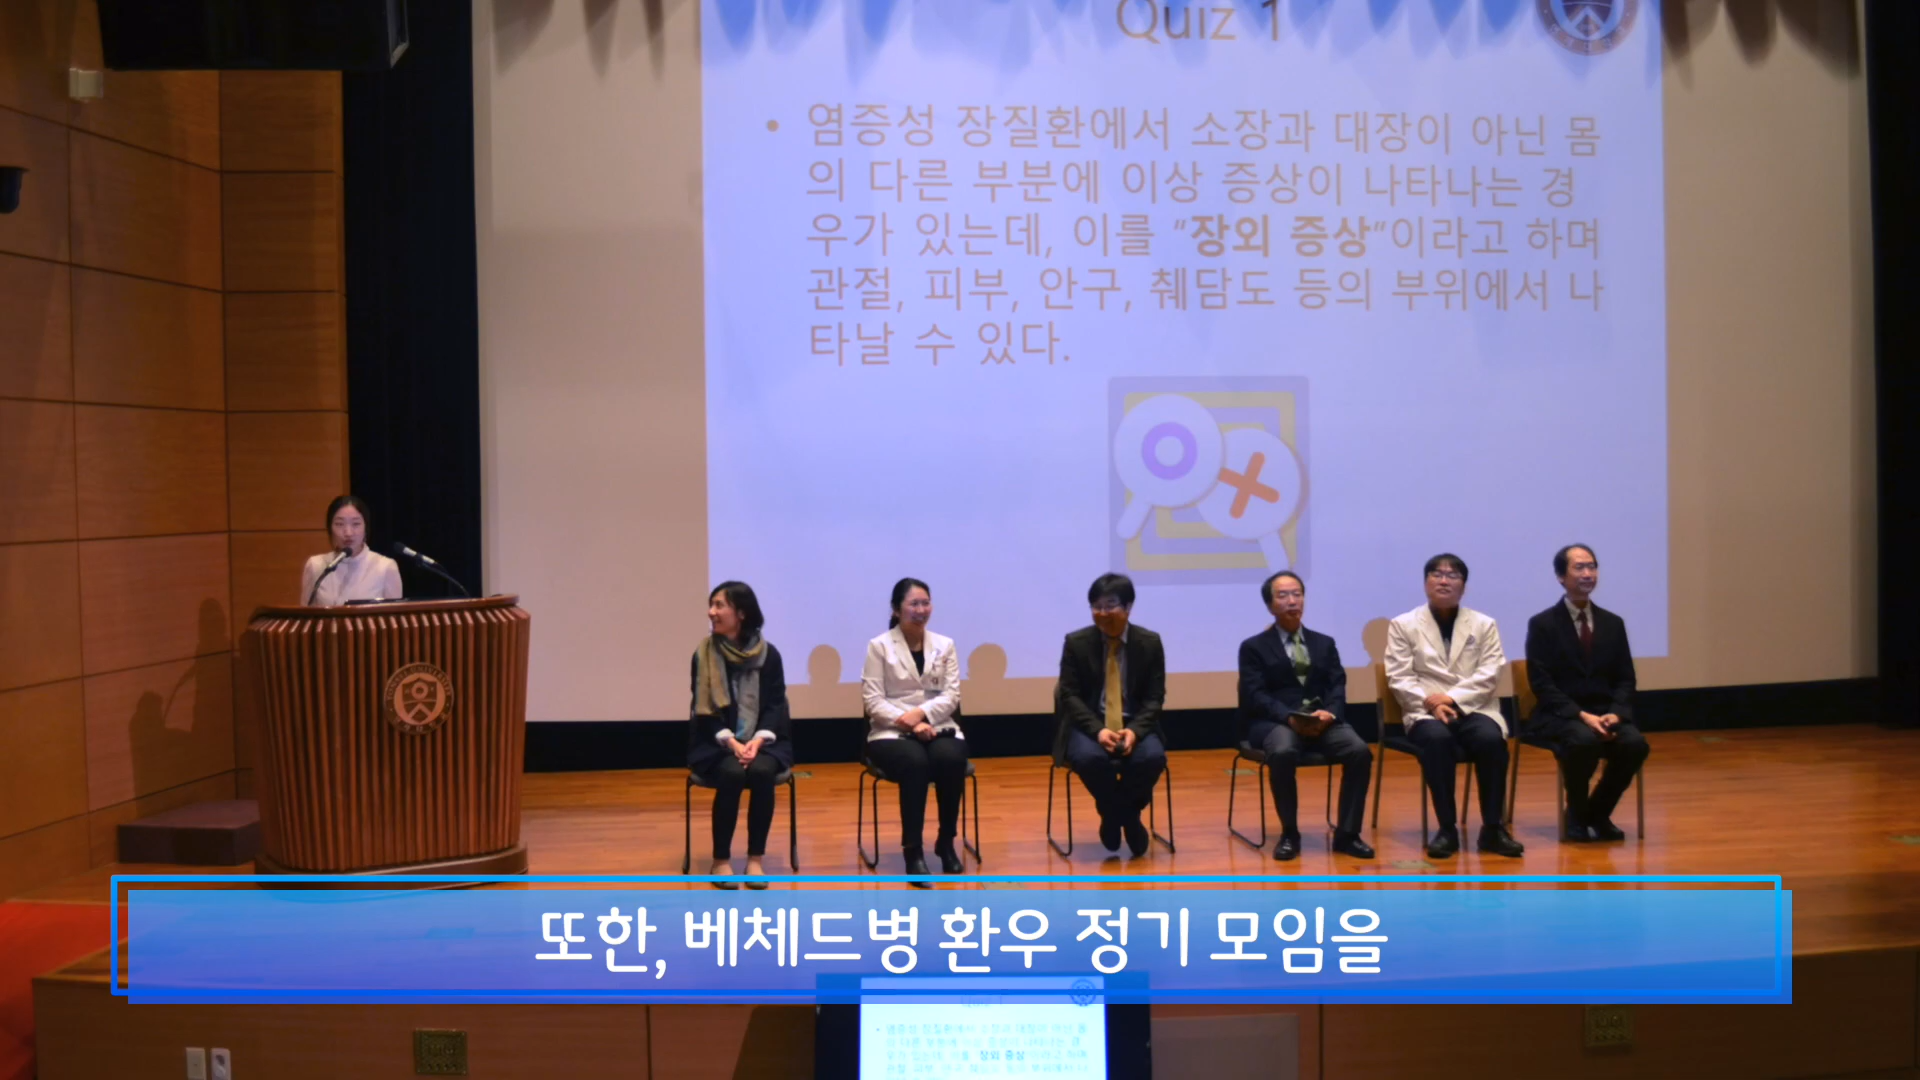 Quiz 1
• 염증성 장질환에서 소장과 대장이 아닌 몸
의 다른 부분에 이상 증상이 나타나는 경
우가 있는데, 이를 “장외 증상“이라고 하며
관절, 피부, 안구, 췌담도 등의 부위에서 나
타날 수 있다.
또한, 베체드병 환우 정기 모임을